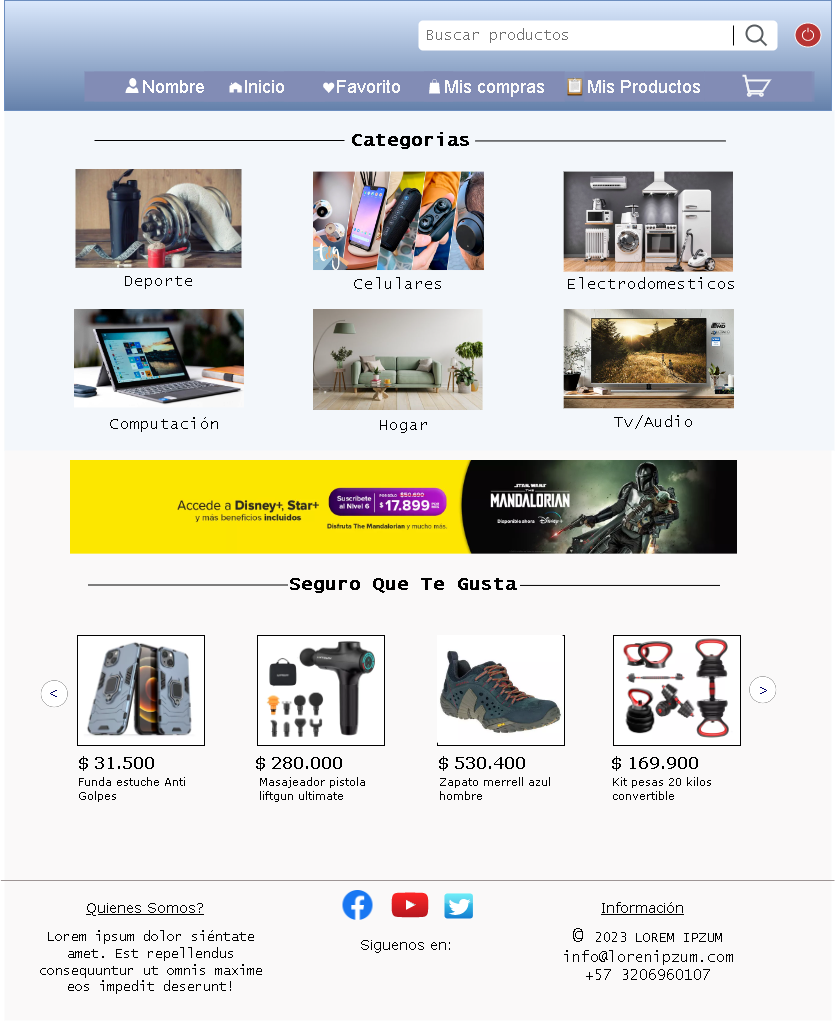 Buscar productos
Nombre Inicio Favorito Mis compras Mis Productos
Categorias
Deporte
Celulares
Electrodomesticos
Computación
Hogar
Tv/Audio
Accede a Disney+, Star+
y más beneficios incluidos
Suscríbete
al Nivel 6
POR SÓLO $50.699
$17.899
Disfruta The Mandalorian y mucho más.
STAR WARS
THE
MANDALORIAN
Disponible ahora Disney+
Seguro Que Te Gusta
<
>
$ 31.500
Funda estuche Anti
Golpes
$ 280.000
Masajeador pistola
liftgun ultimate
$ 530.400
Zapato merrell azul
hombre
$ 169.900
Kit pesas 20 kilos
convertible
Quienes Somos?
Lorem ipsum dolor siéntate
amet. Est repellendus
consequuntur ut omnis maxime
eos impedit deserunt!
Siguenos en:
Información
© 2023 LOREM IPZUM
info@lorenipzum.com
+57 3206960107